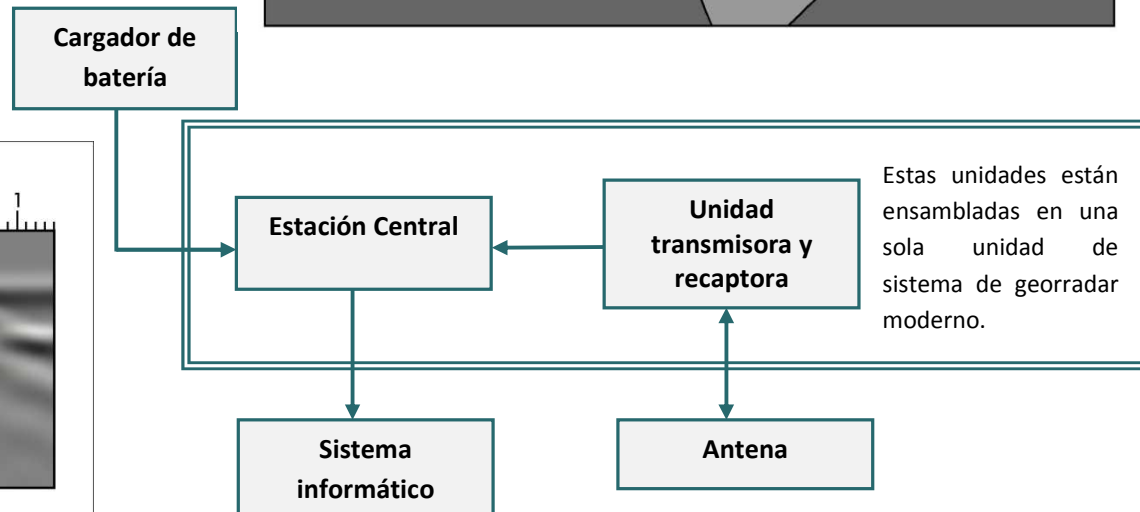 Cargador de
batería
1
Estación Central
Unidad
transmisora y
recaptora
Estas unidades están
ensambladas en una
sola unidad de
sistema de georradar
moderno.
Sistema
informático
Antena